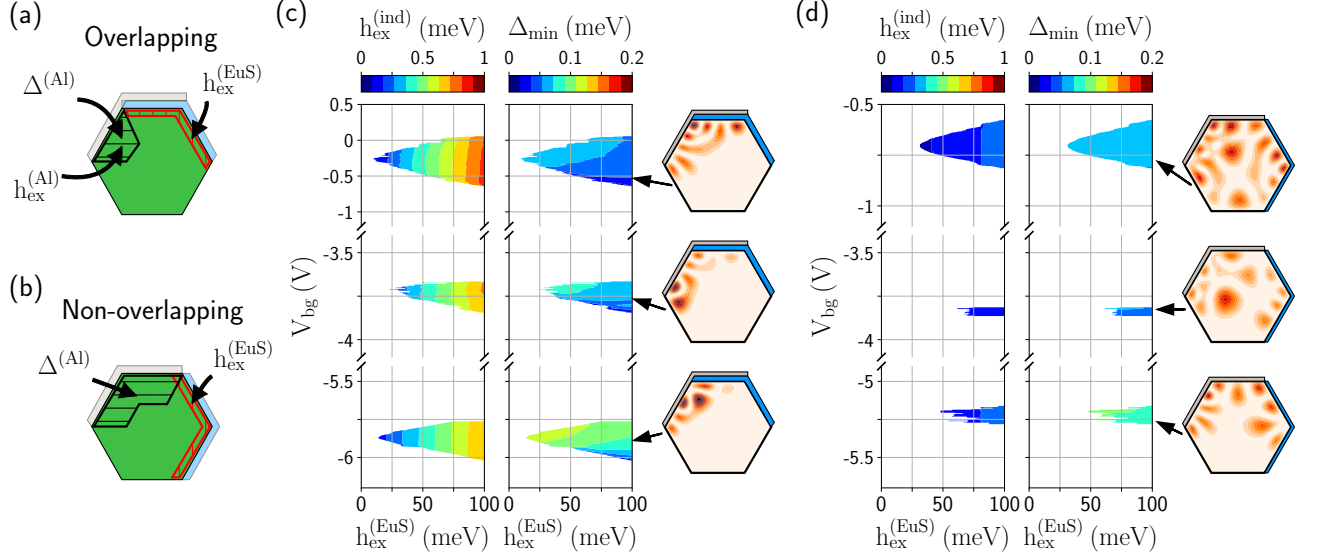 (a)
Overlapping
Δ^(Al)
h_ex^(EuS)
h_ex^(Al)
(b)
Non-overlapping
Δ^(Al)
h_ex^(EuS)
(c)
h_ex^(ind) (meV) Δ_min (meV)
0 1 0 0.1 0.2
V_bg (V)
0.5
0
-0.5
-1
-3.5
-4
-5.5
-6
0 50 100 0 50 100
h_ex^(EuS) (meV) h_ex^(EuS) (meV)
(d)
h_ex^(ind) (meV) Δ_min (meV)
0 1 0 0.1 0.2
V_bg (V)
-0.5
-1
-3.5
-4
-5
-5.5
0 50 100 0 50 100
h_ex^(EuS) (meV) h_ex^(EuS) (meV)